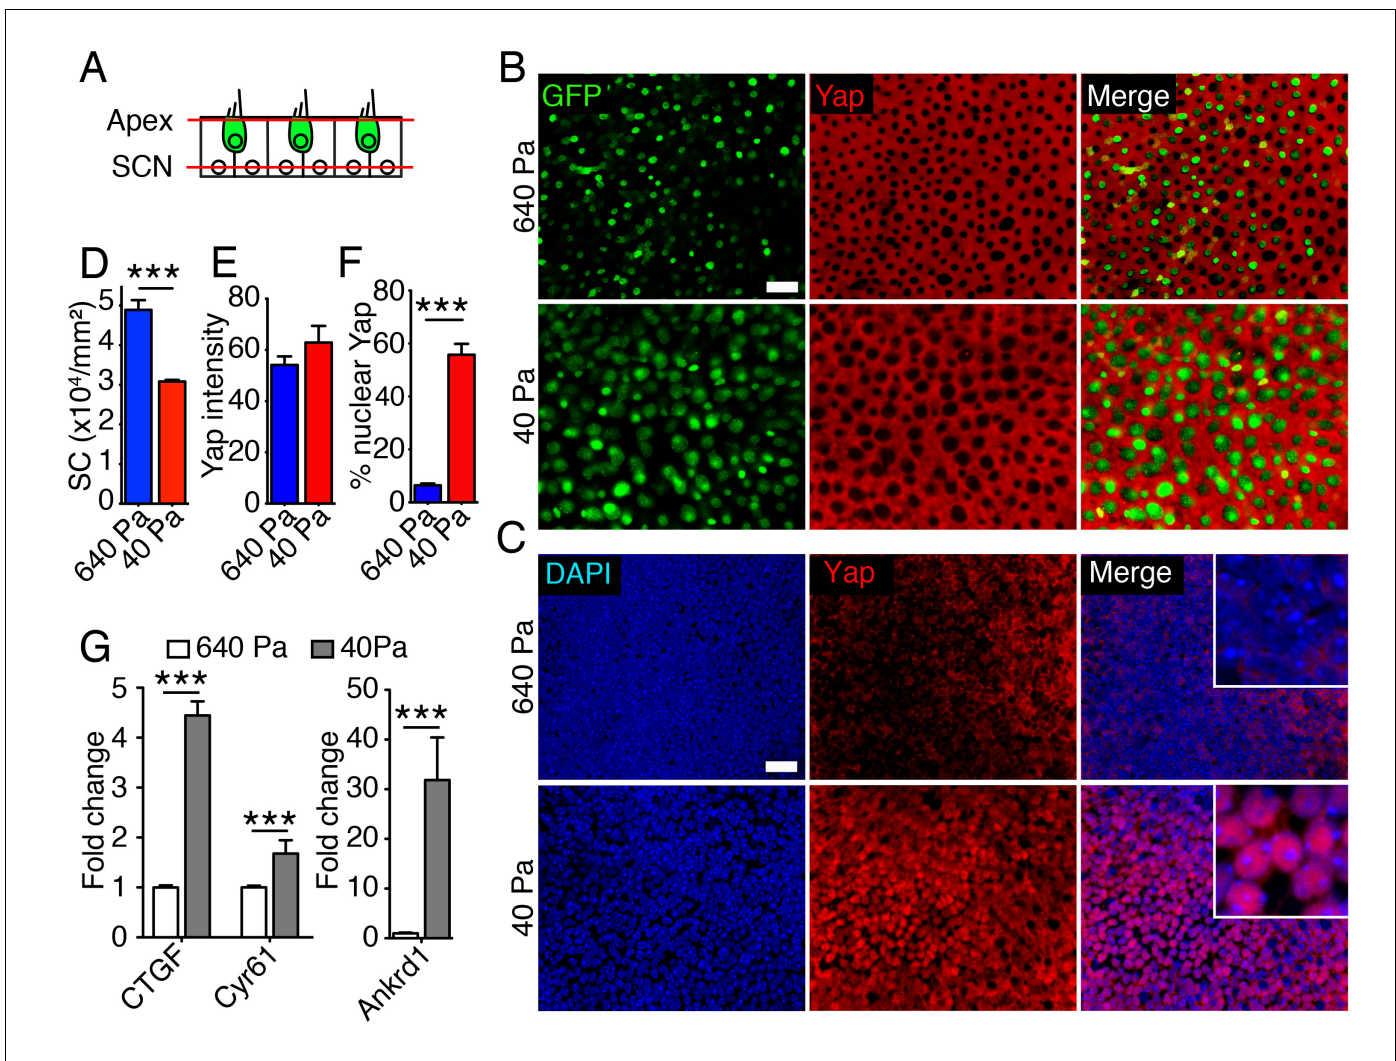 A
Apex
SCN
B
GFP
Yap
Merge
640 Pa
40 Pa
D
***
SC (x10⁴/mm²)
5
4
3
2
1
0
640 Pa
40 Pa
E
Yap intensity
80
60
40
20
0
640 Pa
40 Pa
F
***
% nuclear Yap
80
60
40
20
0
640 Pa
40 Pa
C
DAPI
Yap
Merge
640 Pa
40 Pa
G
640 Pa
40Pa
Fold change
5
4
3
2
1
0
***
***
CTGF
Cyr61
Fold change
50
40
30
20
10
0
***
Ankrd1